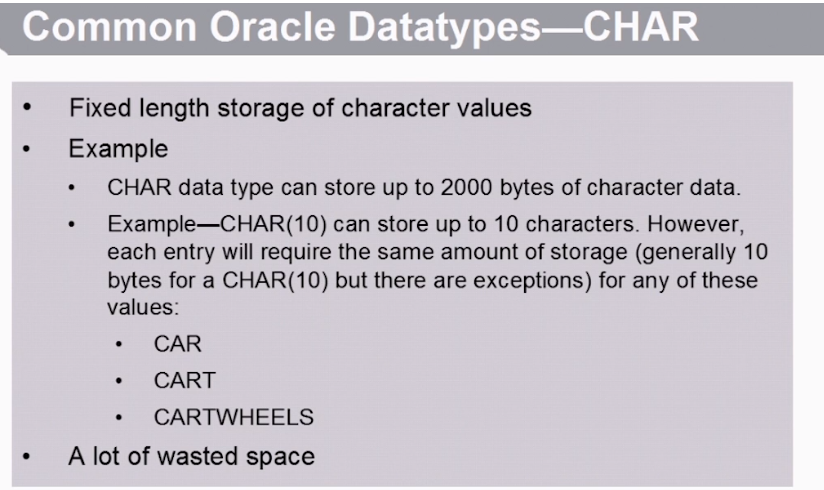 Common Oracle Datatypes—CHAR
• Fixed length storage of character values
• Example
• CHAR data type can store up to 2000 bytes of character data.
• Example—CHAR(10) can store up to 10 characters. However,
each entry will require the same amount of storage (generally 10
bytes for a CHAR(10) but there are exceptions) for any of these
values:
• CAR
• CART
• CARTWHEELS
• A lot of wasted space